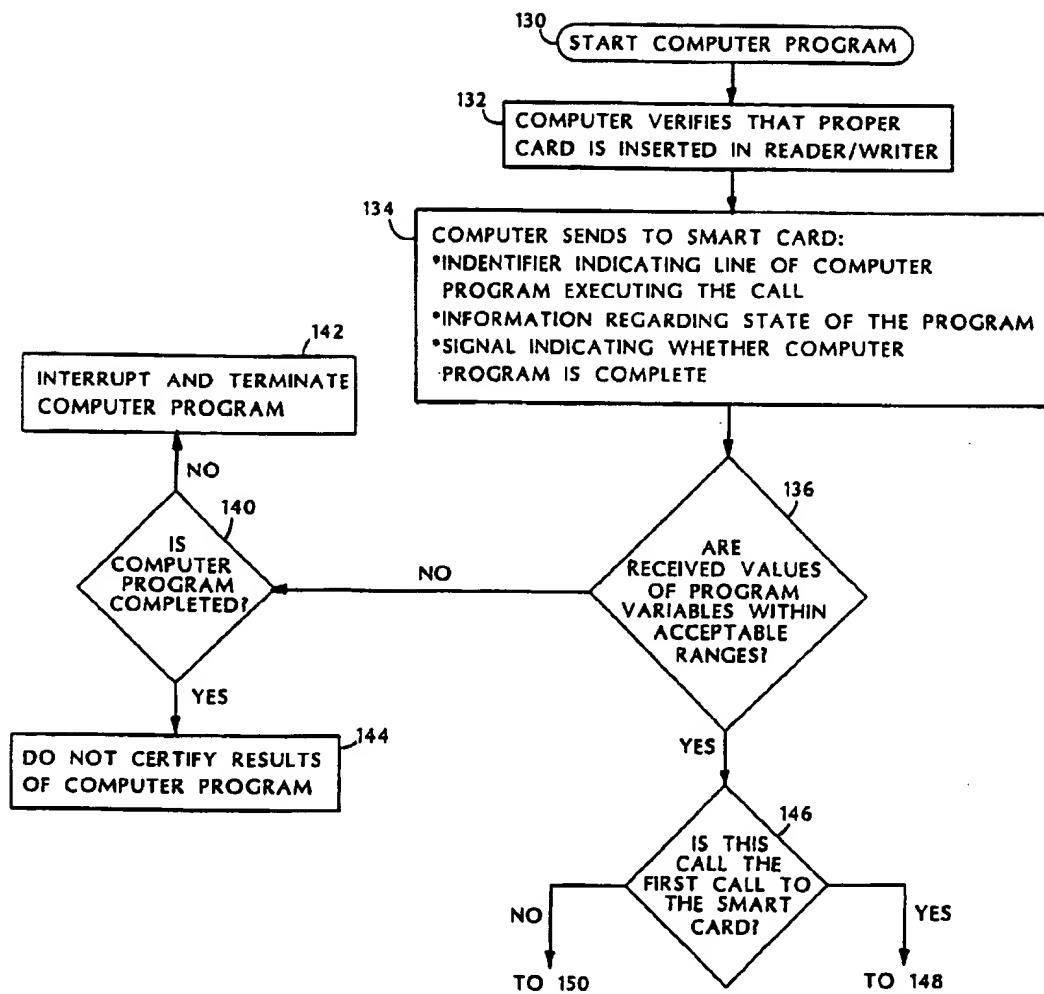 130
START COMPUTER PROGRAM
132
COMPUTER VERIFIES THAT PROPER
CARD IS INSERTED IN READER/WRITER
134
COMPUTER SENDS TO SMART CARD:
*INDENTIFIER INDICATING LINE OF COMPUTER
PROGRAM EXECUTING THE CALL
*INFORMATION REGARDING STATE OF THE PROGRAM
*SIGNAL INDICATING WHETHER COMPUTER
PROGRAM IS COMPLETE
136
ARE
RECEIVED VALUES
OF PROGRAM
VARIABLES WITHIN
ACCEPTABLE
RANGES?
NO
140
IS
COMPUTER
PROGRAM
COMPLETED?
NO
142
INTERRUPT AND TERMINATE
COMPUTER PROGRAM
YES
144
DO NOT CERTIFY RESULTS
OF COMPUTER PROGRAM
YES
146
IS THIS
CALL THE
FIRST CALL TO
THE SMART
CARD?
NO
TO 150
YES
TO 148